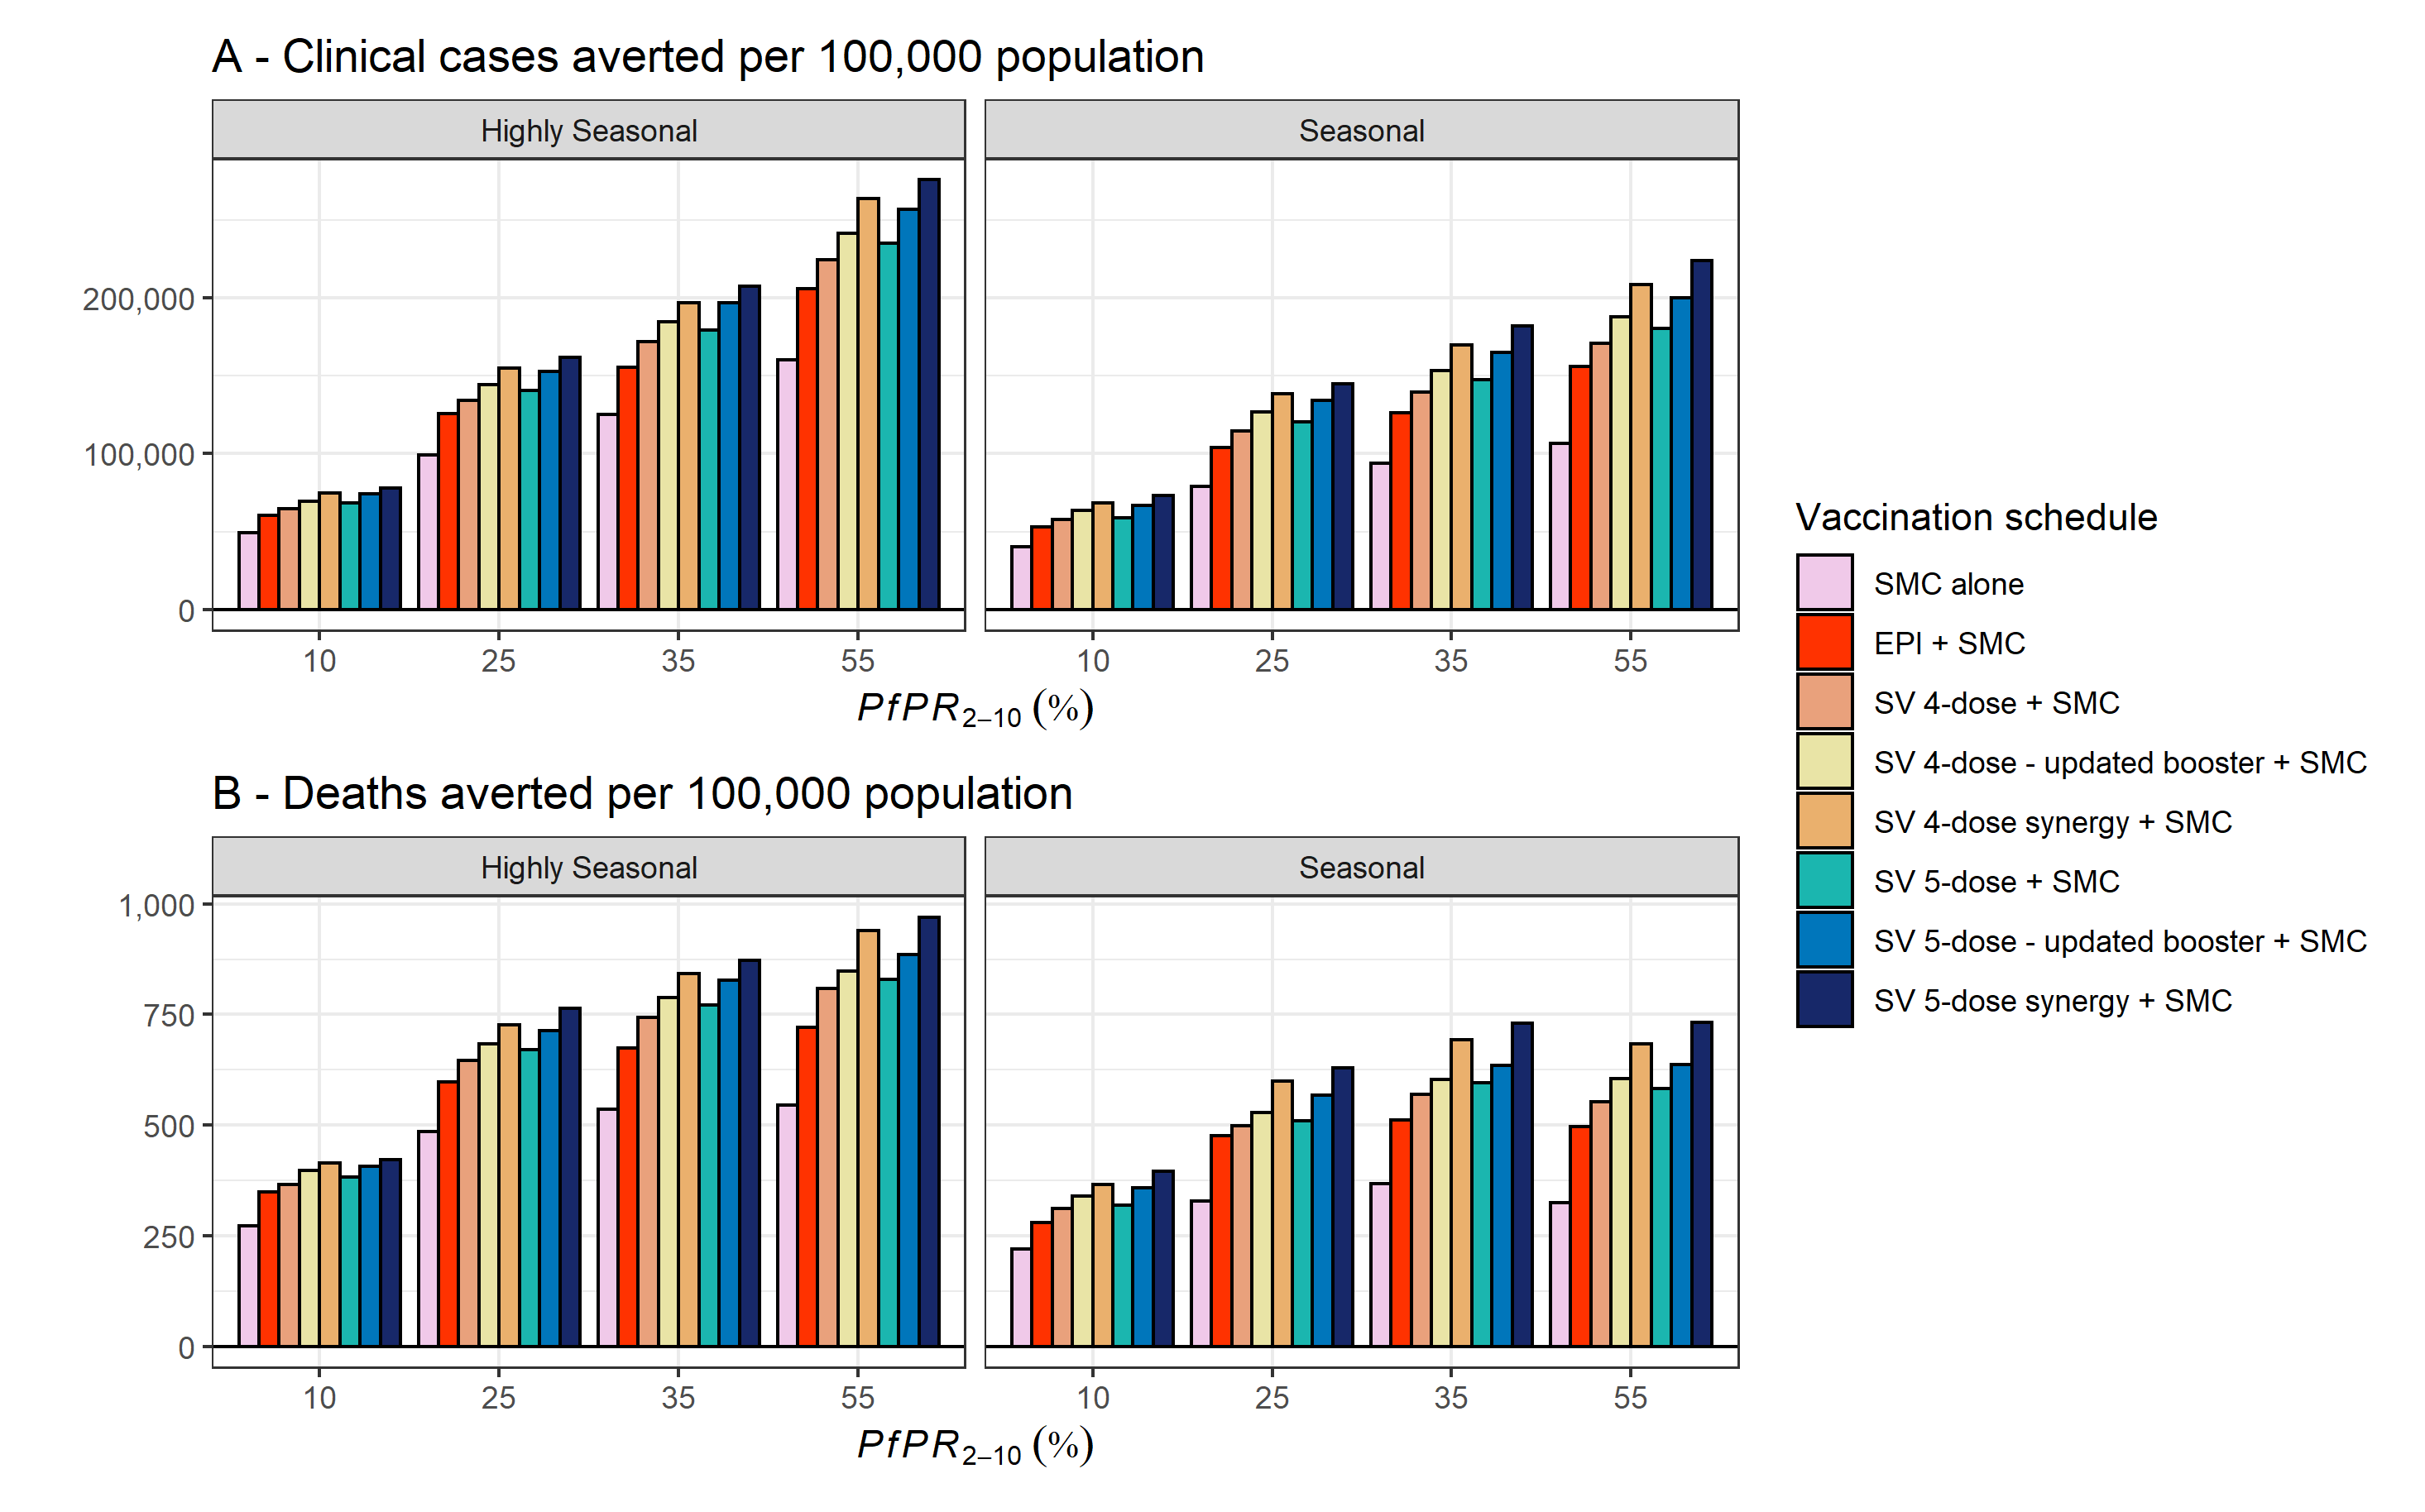 A - Clinical cases averted per 100,000 population
Highly Seasonal
Seasonal
200,000
100,000
0
10 25 35 55
10 25 35 55
PfPR2–10 (%)
B - Deaths averted per 100,000 population
Highly Seasonal
Seasonal
1,000
750
500
250
0
10 25 35 55
10 25 35 55
PfPR2–10 (%)
Vaccination schedule
SMC alone
EPI + SMC
SV 4-dose + SMC
SV 4-dose - updated booster + SMC
SV 4-dose synergy + SMC
SV 5-dose + SMC
SV 5-dose - updated booster + SMC
SV 5-dose synergy + SMC